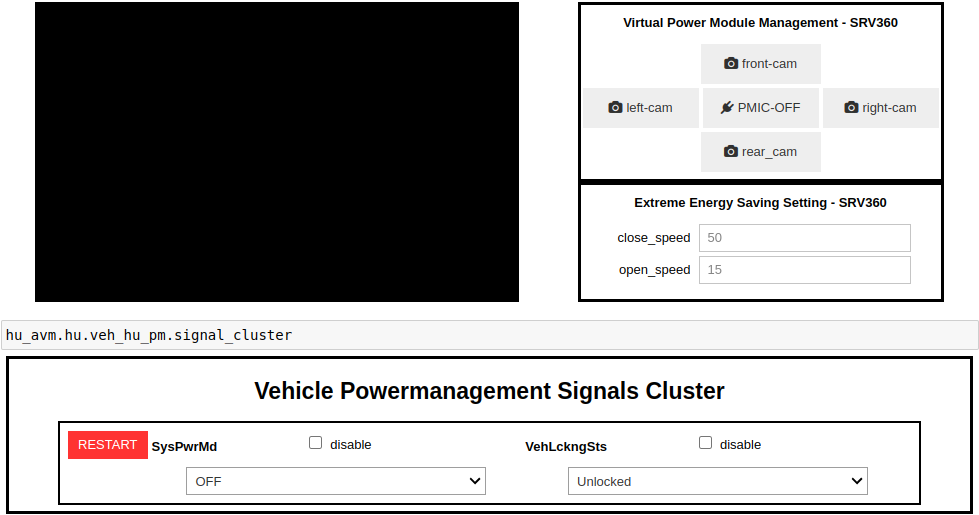 Virtual Power Module Management - SRV360
front-cam
left-cam PMIC-OFF right-cam
rear_cam
Extreme Energy Saving Setting - SRV360
close_speed 50
open_speed 15
hu_avm.hu.veh_hu_pm.signal_cluster
Vehicle Powermanagement Signals Cluster
RESTART SysPwrMd disable VehLckngSts disable
OFF Unlocked